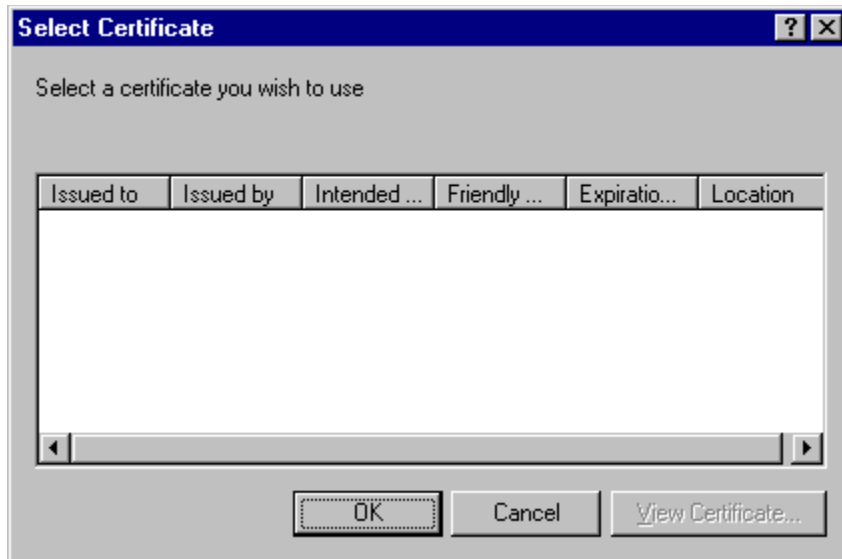 Select Certificate
Select a certificate you wish to use
Issued to Issued by Intended ... Friendly ... Expiratio... Location
OK Cancel View Certificate...